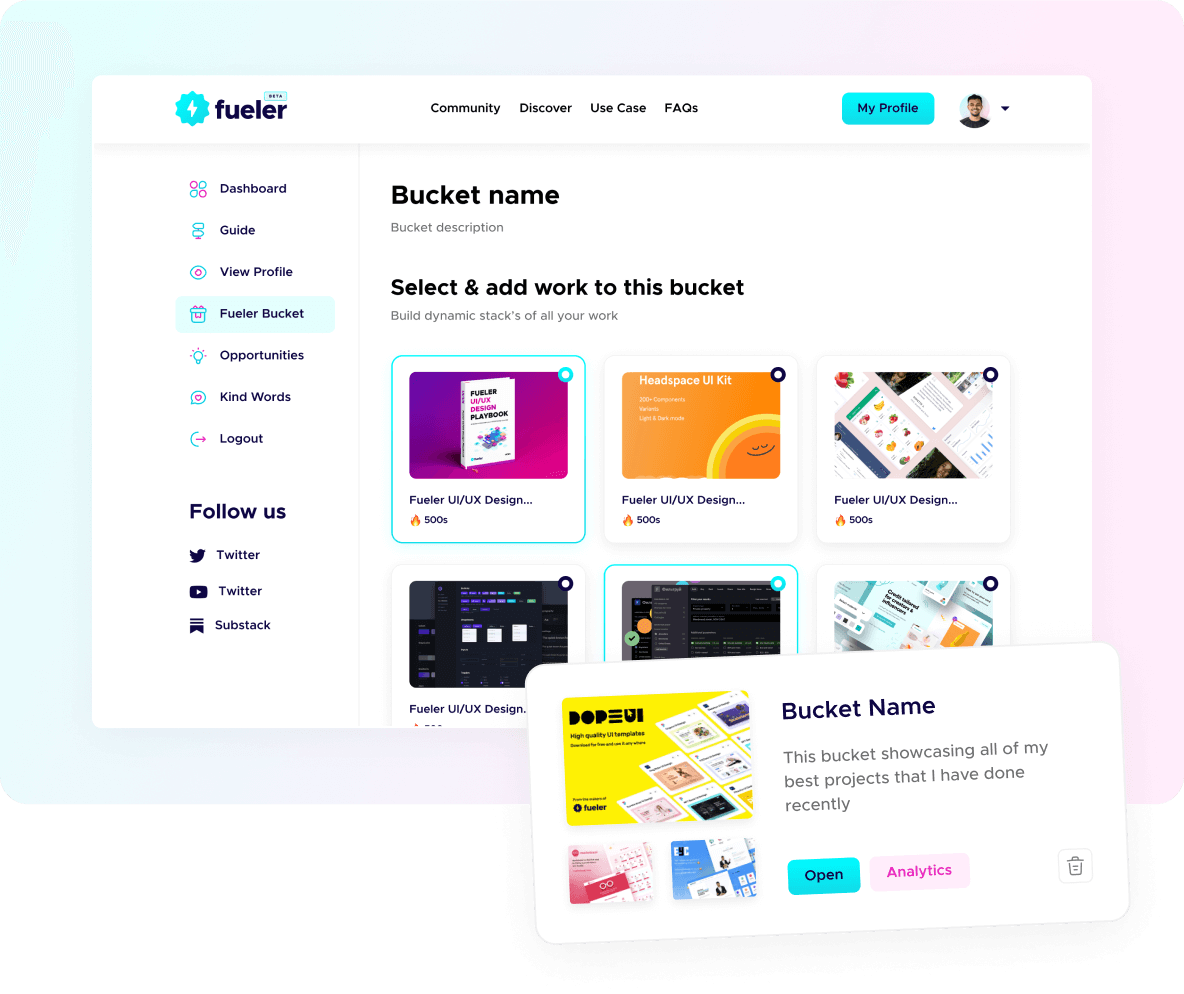 fueler
BETA
Community
Discover
Use Case
FAQs
My Profile
Dashboard
Guide
View Profile
Fueler Bucket
Opportunities
Kind Words
Logout
Follow us
Twitter
Twitter
Substack
Bucket name
Bucket description
Select & add work to this bucket
Build dynamic stack's of all your work
FUELER
UI/UX
DESIGN
PLAYBOOK
Fueler UI/UX Design...
500s
Headspace UI Kit
200+ Components
Variants
Light & Dark mode
Fueler UI/UX Design...
500s
Fueler UI/UX Design...
500s
Fueler UI/UX Design.
Credit tailored
for creators &
influencers
DOPEUI
High quality UI templates
Download for free and use it any where
From the makers of
fueler
Bucket Name
This bucket showcasing all of my
best projects that I have done
recently
Open
Analytics